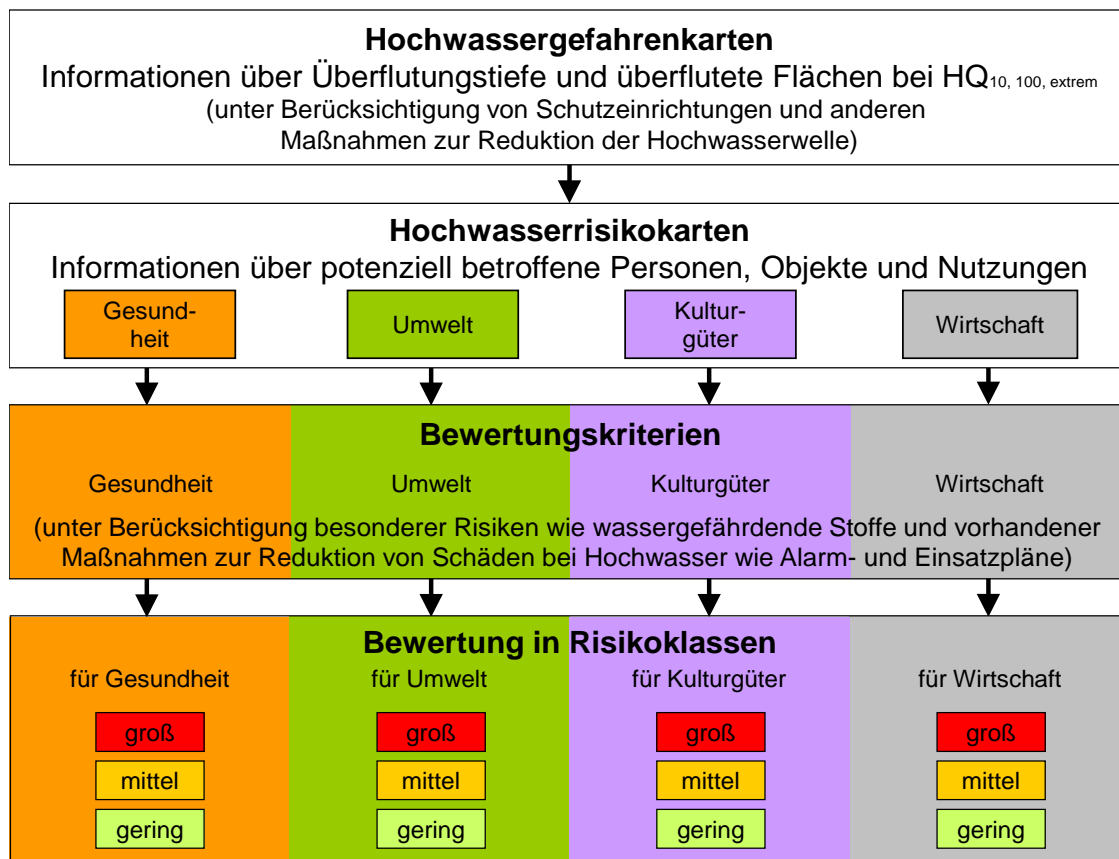 Hochwassergefahrenkarten
Informationen über Überflutungstiefe und überflutete Flächen bei HQ10, 100, extrem
(unter Berücksichtigung von Schutzeinrichtungen und anderen
Maßnahmen zur Reduktion der Hochwasserwelle)
Hochwasserrisikokarten
Informationen über potenziell betroffene Personen, Objekte und Nutzungen
Gesund-
heit
Umwelt
Kultur-
güter
Wirtschaft
Bewertungskriterien
Gesundheit Umwelt Kulturgüter Wirtschaft
(unter Berücksichtigung besonderer Risiken wie wassergefährdende Stoffe und vorhandener
Maßnahmen zur Reduktion von Schäden bei Hochwasser wie Alarm- und Einsatzpläne)
Bewertung in Risikoklassen
für Gesundheit für Umwelt für Kulturgüter für Wirtschaft
groß groß groß groß
mittel mittel mittel mittel
gering gering gering gering